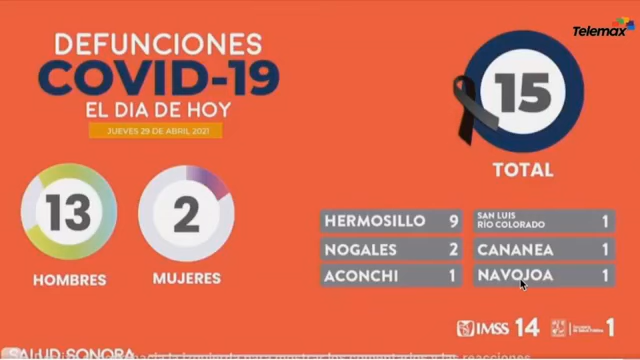 Telemax
DEFUNCIONES
COVID-19
EL DIA DE HOY
JUEVES 29 DE ABRIL 2021
15
TOTAL
13
HOMBRES
2
MUJERES
HERMOSILLO 9
NOGALES 2
ACONCHI 1
SAN LUIS
RÍO COLORADO 1
CANANEA 1
NAVOJOA 1
IMSS 14
1
SALUD SONORA